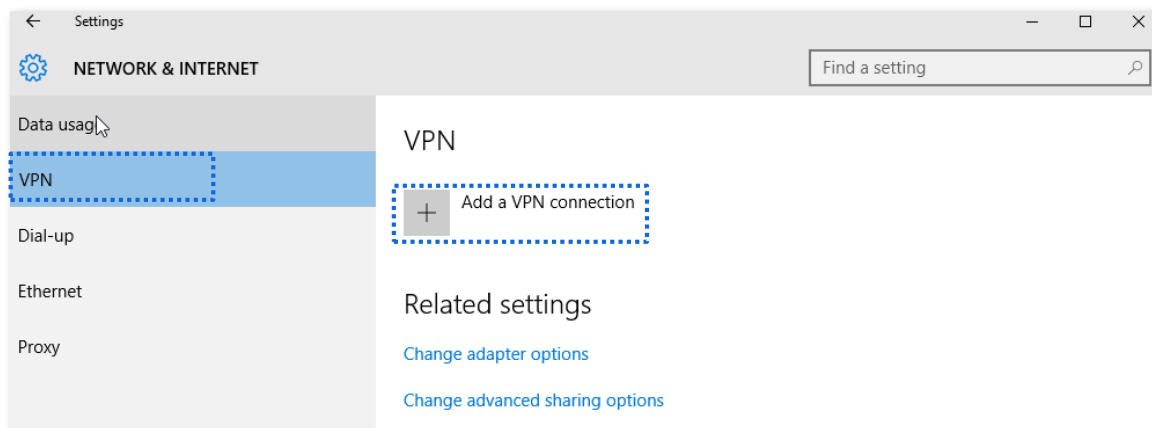 Settings
NETWORK & INTERNET
Find a setting
Data usage
VPN
Dial-up
Ethernet
Proxy
VPN
Add a VPN connection
Related settings
Change adapter options
Change advanced sharing options